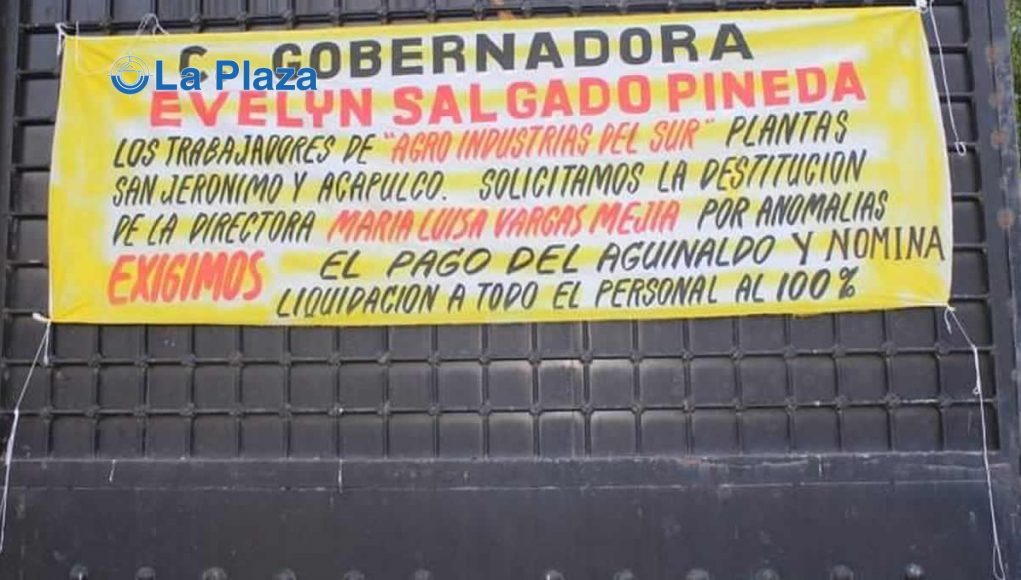 C. GOBERNADORA
La Plaza
EVELYN SALGADO PINEDA
LOS TRABAJADORES DE "AGRO INDUSTRIAS DEL SUR" PLANTAS
SAN JERONIMO Y ACAPULCO. SOLICITAMOS LA DESTITUCION
DE LA DIRECTORA MARIA LUISA VARGAS MEJIA POR ANOMALIAS
EXIGIMOS EL PAGO DEL AGUINALDO Y NOMINA
LIQUIDACION A TODO EL PERSONAL AL 100%